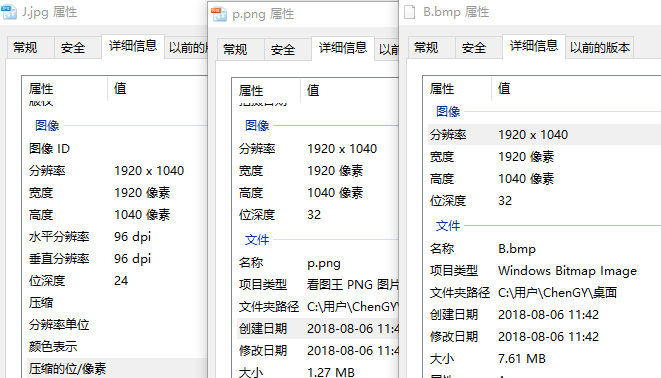 J.jpg 属性
常规 安全 详细信息 以前的版
属性 值
图像
图像 ID
分辨率 1920 x 1040
宽度 1920 像素
高度 1040 像素
水平分辨率 96 dpi
垂直分辨率 96 dpi
位深度 24
压缩
分辨率单位
颜色表示
压缩的位/像素
p.png 属性
常规 安全 详细信息 以前
属性 值
图像
分辨率 1920 x 1040
宽度 1920 像素
高度 1040 像素
位深度 32
文件
名称 p.png
项目类型 看图王 PNG 图片
文件夹路径 C:\用户\ChenGY\
创建日期 2018-08-06 11:42
修改日期 2018-08-06 11:42
大小 1.27 MB
B.bmp 属性
常规 安全 详细信息 以前的版本
属性 值
图像
分辨率 1920 x 1040
宽度 1920 像素
高度 1040 像素
位深度 32
文件
名称 B.bmp
项目类型 Windows Bitmap Image
文件夹路径 C:\用户\ChenGY\桌面
创建日期 2018-08-06 11:42
修改日期 2018-08-06 11:42
大小 7.61 MB